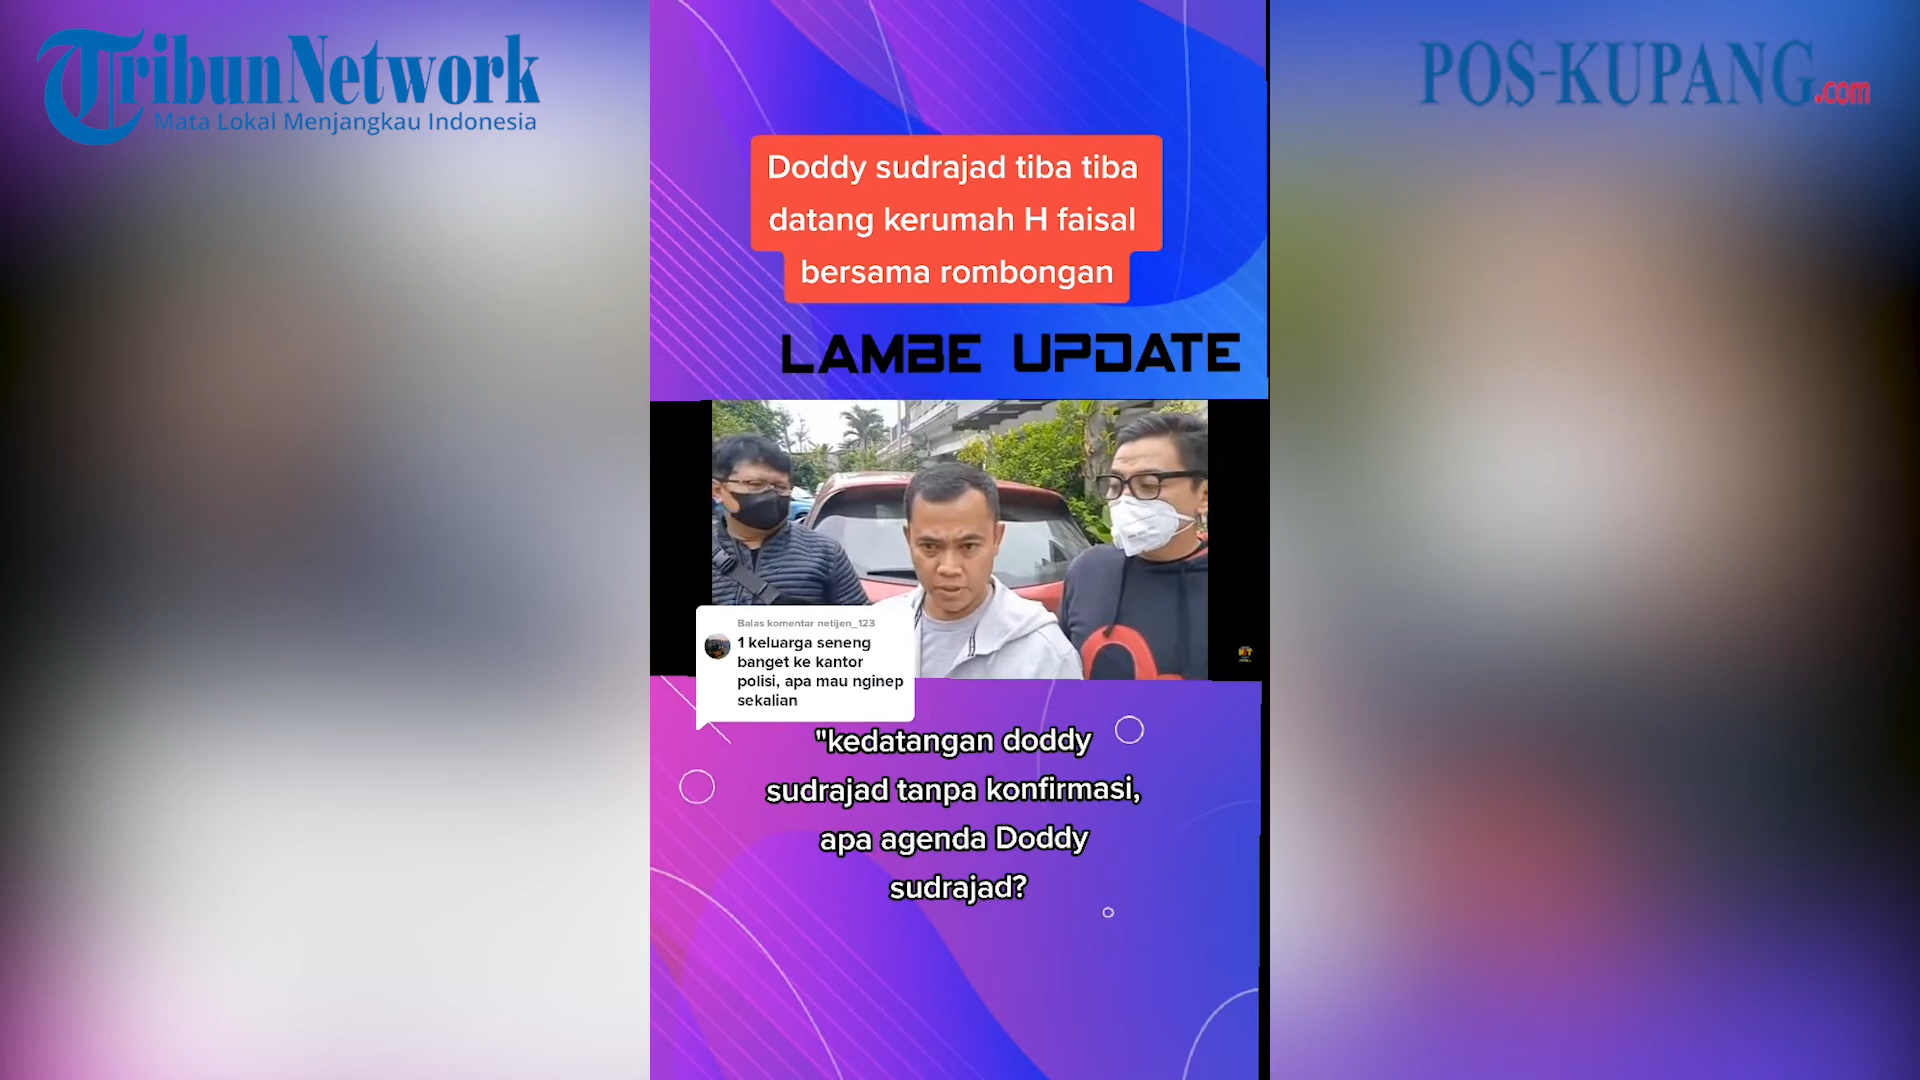 TribunNetwork
Mata Lokal Menjangkau Indonesia
POS-KUPANG.com
Doddy sudrajad tiba tiba
datang kerumah H faisal
bersama rombongan
LAMBE UPDATE
Balas komentar netijen_123
1 keluarga seneng
banget ke kantor
polisi, apa mau nginep
sekalian
"kedatangan doddy
sudrajad tanpa konfirmasi,
apa agenda Doddy
sudrajad?